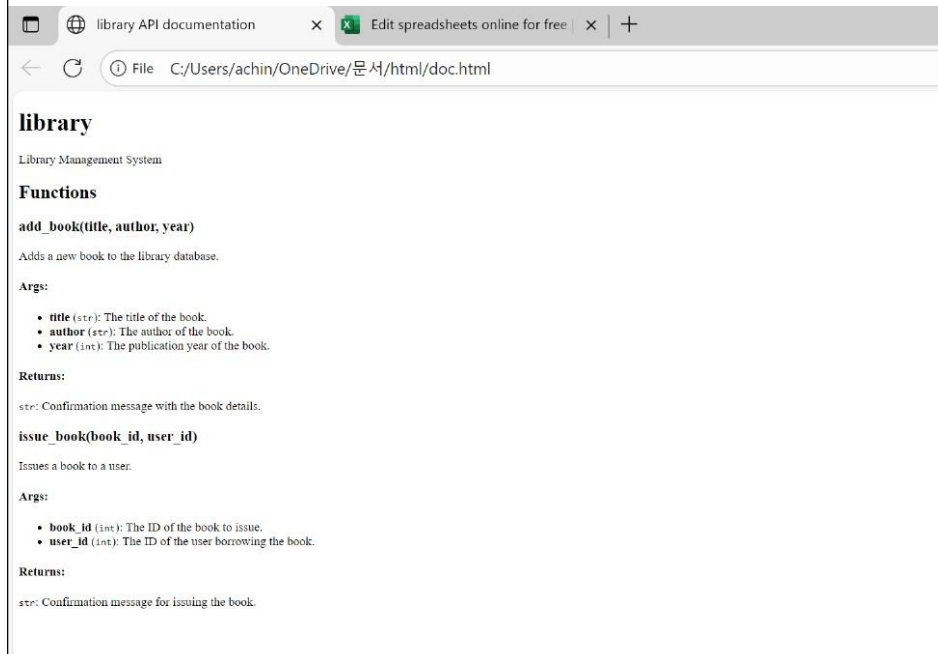 library API documentation
Edit spreadsheets online for free
File C:/Users/achin/OneDrive/문서/html/doc.html
library
Library Management System
Functions
add_book(title, author, year)
Adds a new book to the library database.
Args:
• title (str): The title of the book.
• author (str): The author of the book.
• year (int): The publication year of the book.
Returns:
str: Confirmation message with the book details.
issue_book(book_id, user_id)
Issues a book to a user.
Args:
• book_id (int): The ID of the book to issue.
• user_id (int): The ID of the user borrowing the book.
Returns:
str: Confirmation message for issuing the book.